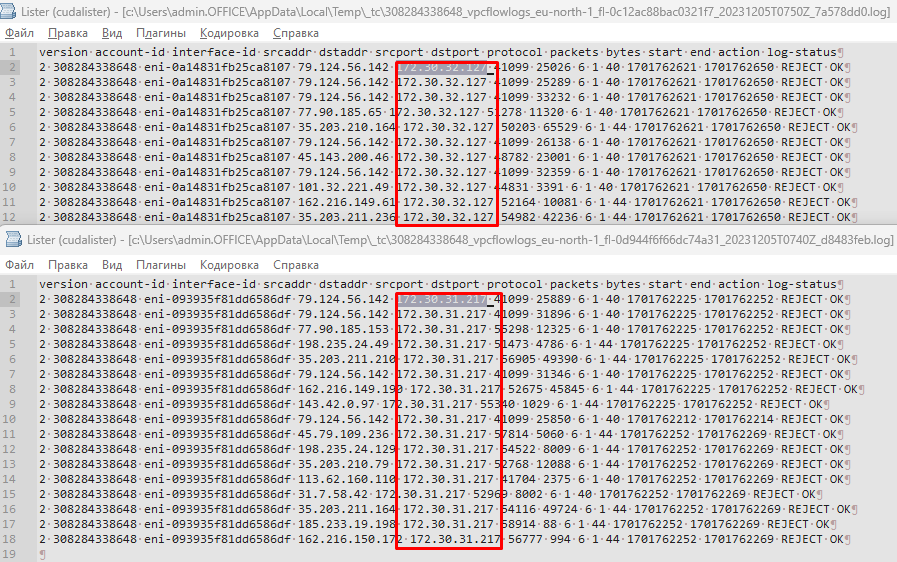 Lister (cudalister) - [c:\Users\admin.OFFICE\AppData\Local\Temp\_tc\308284338648_vpcflowlogs_eu-north-1_fl-0c12ac88bac0321f7_20231205T0750Z_7a578dd0.log]
Файл Правка Вид Плагины Кодировка Справка
1 version·account-id·interface-id·srcaddr·dstaddr·srcport·dstport·protocol·packets·bytes·start·end·action·log-status¶
2 2·308284338648·eni-0a14831fb25ca8107·79.124.56.142·172.30.32.127·41099·25026·6·1·40·1701762621·1701762650·REJECT·OK¶
3 2·308284338648·eni-0a14831fb25ca8107·79.124.56.142·172.30.32.127·41099·25289·6·1·40·1701762621·1701762650·REJECT·OK¶
4 2·308284338648·eni-0a14831fb25ca8107·79.124.56.142·172.30.32.127·41099·33232·6·1·40·1701762621·1701762650·REJECT·OK¶
5 2·308284338648·eni-0a14831fb25ca8107·77.90.185.65·172.30.32.127·51278·11320·6·1·40·1701762621·1701762650·REJECT·OK¶
6 2·308284338648·eni-0a14831fb25ca8107·35.203.210.164·172.30.32.127·50203·65529·6·1·44·1701762621·1701762650·REJECT·OK¶
7 2·308284338648·eni-0a14831fb25ca8107·79.124.56.142·172.30.32.127·41099·26138·6·1·40·1701762621·1701762650·REJECT·OK¶
8 2·308284338648·eni-0a14831fb25ca8107·45.143.200.46·172.30.32.127·48782·23001·6·1·40·1701762621·1701762650·REJECT·OK¶
9 2·308284338648·eni-0a14831fb25ca8107·79.124.56.142·172.30.32.127·41099·32359·6·1·40·1701762621·1701762650·REJECT·OK¶
10 2·308284338648·eni-0a14831fb25ca8107·101.32.221.49·172.30.32.127·44831·3391·6·1·40·1701762621·1701762650·REJECT·OK¶
11 2·308284338648·eni-0a14831fb25ca8107·162.216.149.61·172.30.32.127·52164·10081·6·1·44·1701762621·1701762650·REJECT·OK¶
12 2·308284338648·eni-0a14831fb25ca8107·35.203.211.236·172.30.32.127·54982·42236·6·1·44·1701762621·1701762650·REJECT·OK¶
Lister (cudalister) - [c:\Users\admin.OFFICE\AppData\Local\Temp\_tc\308284338648_vpcflowlogs_eu-north-1_fl-0d944f6f66dc74a31_20231205T0740Z_d8483feb.log]
Файл Правка Вид Плагины Кодировка Справка
1 version·account-id·interface-id·srcaddr·dstaddr·srcport·dstport·protocol·packets·bytes·start·end·action·log-status¶
2 2·308284338648·eni-093935f81dd6586df·79.124.56.142·172.30.31.217·41099·25889·6·1·40·1701762225·1701762252·REJECT·OK¶
3 2·308284338648·eni-093935f81dd6586df·79.124.56.142·172.30.31.217·41099·31896·6·1·40·1701762225·1701762252·REJECT·OK¶
4 2·308284338648·eni-093935f81dd6586df·77.90.185.153·172.30.31.217·55298·12325·6·1·40·1701762225·1701762252·REJECT·OK¶
5 2·308284338648·eni-093935f81dd6586df·198.235.24.49·172.30.31.217·51473·4786·6·1·44·1701762225·1701762252·REJECT·OK¶
6 2·308284338648·eni-093935f81dd6586df·35.203.211.210·172.30.31.217·56905·49390·6·1·44·1701762225·1701762252·REJECT·OK¶
7 2·308284338648·eni-093935f81dd6586df·79.124.56.142·172.30.31.217·41099·31346·6·1·40·1701762225·1701762252·REJECT·OK¶
8 2·308284338648·eni-093935f81dd6586df·162.216.149.190·172.30.31.217·52675·45845·6·1·44·1701762225·1701762252·REJECT·OK¶
9 2·308284338648·eni-093935f81dd6586df·143.42.0.97·172.30.31.217·55340·1029·6·1·44·1701762225·1701762252·REJECT·OK¶
10 2·308284338648·eni-093935f81dd6586df·79.124.56.142·172.30.31.217·41099·25850·6·1·40·1701762212·1701762214·REJECT·OK¶
11 2·308284338648·eni-093935f81dd6586df·45.79.109.236·172.30.31.217·57814·5060·6·1·44·1701762252·1701762269·REJECT·OK¶
12 2·308284338648·eni-093935f81dd6586df·198.235.24.129·172.30.31.217·54522·8009·6·1·44·1701762252·1701762269·REJECT·OK¶
13 2·308284338648·eni-093935f81dd6586df·35.203.210.79·172.30.31.217·52768·12088·6·1·44·1701762252·1701762269·REJECT·OK¶
14 2·308284338648·eni-093935f81dd6586df·113.62.160.110·172.30.31.217·41704·2375·6·1·40·1701762252·1701762269·REJECT·OK¶
15 2·308284338648·eni-093935f81dd6586df·31.7.58.42·172.30.31.217·52969·8002·6·1·40·1701762252·1701762269·REJECT·OK¶
16 2·308284338648·eni-093935f81dd6586df·35.203.211.164·172.30.31.217·54116·49724·6·1·44·1701762252·1701762269·REJECT·OK¶
17 2·308284338648·eni-093935f81dd6586df·185.233.19.198·172.30.31.217·58914·88·6·1·44·1701762252·1701762269·REJECT·OK¶
18 2·308284338648·eni-093935f81dd6586df·162.216.150.172·172.30.31.217·56777·994·6·1·44·1701762252·1701762269·REJECT·OK¶
19 ¶